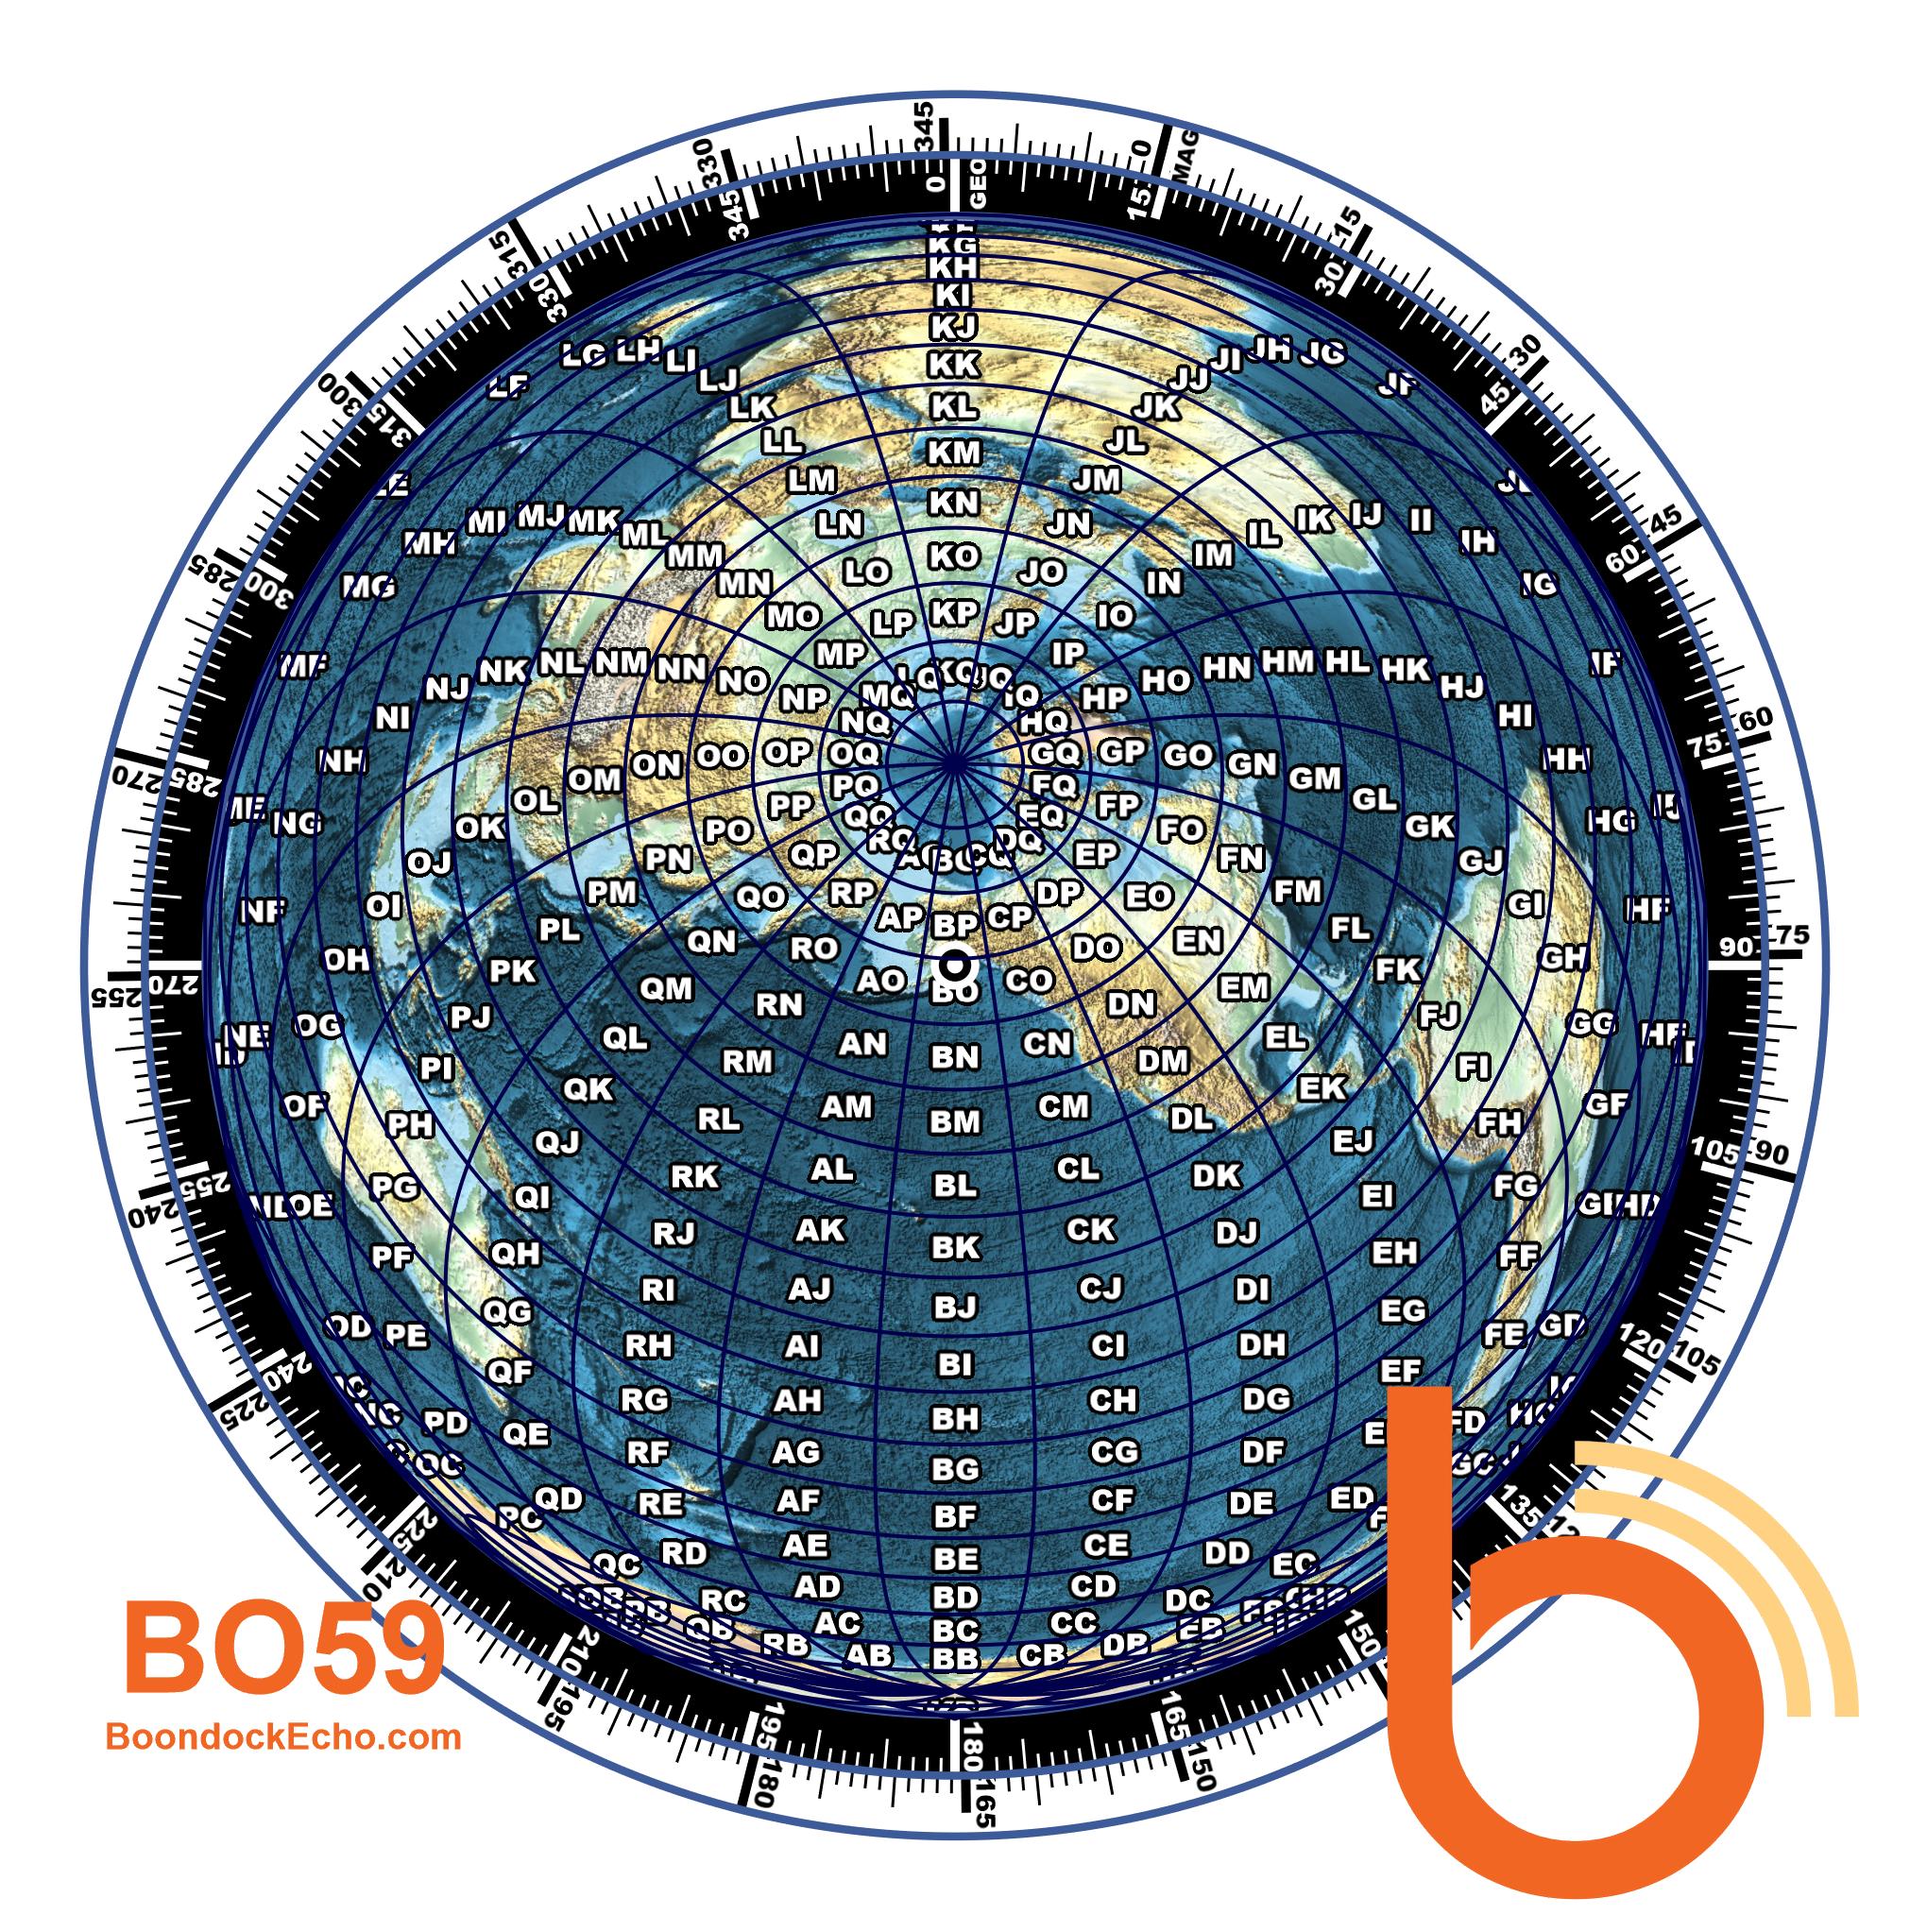 345
0
GEO
15
0
MAG
30
15
45
30
60
45
75
60
90
75
105
90
120
105
135
150
165
150
180
165
195
180
210
195
225
210
240
225
255
240
270
255
285
270
300
285
315
300
330
315
345
330
KG
KH
KI
KJ
KK
KL
KM
KN
KO
KP
LF LG LH LI LJ LK LL LM LN LO LP
JF JG JH JI JJ JK JL JM JN JO JP
MF MG MH MI MJ MK ML MM MN MO MP MQ
IF IG IH II IJ IK IL IM IN IO IP IQ
NE NF NG NH NI NJ NK NL NM NN NO NP NQ
HQ HP HO HN HM HL HK HJ HI HH HG HF
OD OE OF OG OH OI OJ OK OL OM ON OO OP OQ
GQ GP GO GN GM GL GK GJ GI GH GG GF GD
PC PD PE PF PG PH PI PJ PK PL PM PN PO PP PQ
FQ FP FO FN FM FL FK FJ FI FH FG FF FE FD
QB QC QD QE QF QG QH QI QJ QK QL QM QN QO QP QQ
EQ EP EO EN EM EL EK EJ EI EH EG EF ED EC EB
RB RC RD RE RF RG RH RI RJ RK RL RM RN RO RP RQ
DQ DP DO DN DM DL DK DJ DI DH DG DF DE DD DC DB
AB AC AD AE AF AG AH AI AJ AK AL AM AN AO AP
CP CO CN CM CL CK CJ CI CH CG CF CE CD CC CB
BP
BO
BN
BM
BL
BK
BJ
BI
BH
BG
BF
BE
BD
BC
BB
BO59
BoondockEcho.com
b